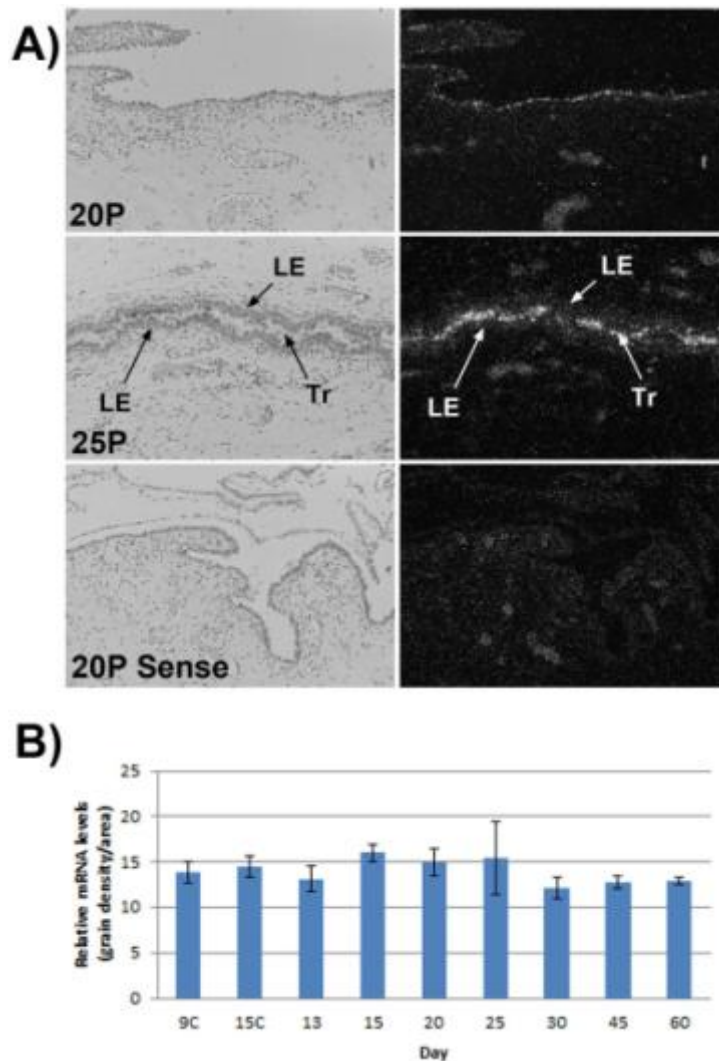 A)
20P
LE
LE
Tr
25P
LE
LE
Tr
20P Sense
B)
Relative mRNA levels
(grain density/area)
25
20
15
10
5
0
9C 15C 13 15 20 25 30 45 60
Day